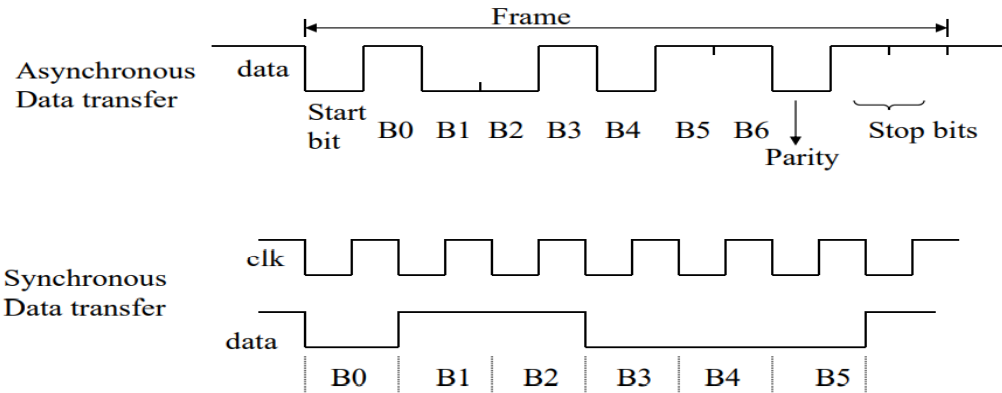 Frame
Asynchronous
Data transfer
data
Start
bit
B0 B1 B2 B3 B4 B5 B6
Parity
Stop bits
Synchronous
Data transfer
clk
data
B0 B1 B2 B3 B4 B5